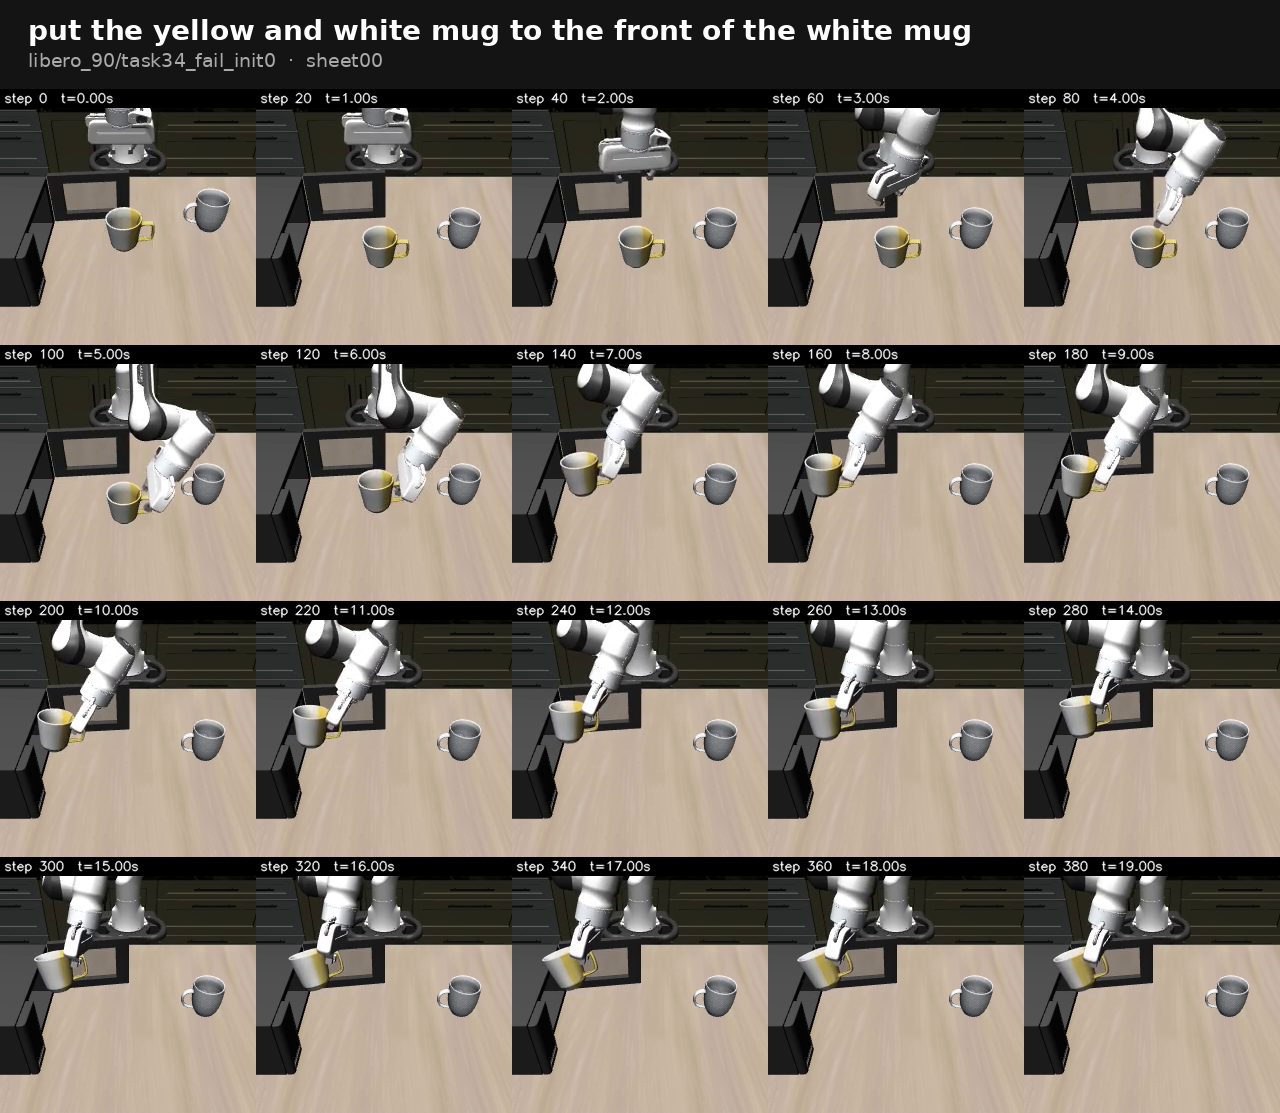 put the yellow and white mug to the front of the white mug
libero_90/task34_fail_init0 · sheet00
step 0 t=0.00s
step 20 t=1.00s
step 40 t=2.00s
step 60 t=3.00s
step 80 t=4.00s
step 100 t=5.00s
step 120 t=6.00s
step 140 t=7.00s
step 160 t=8.00s
step 180 t=9.00s
step 200 t=10.00s
step 220 t=11.00s
step 240 t=12.00s
step 260 t=13.00s
step 280 t=14.00s
step 300 t=15.00s
step 320 t=16.00s
step 340 t=17.00s
step 360 t=18.00s
step 380 t=19.00s